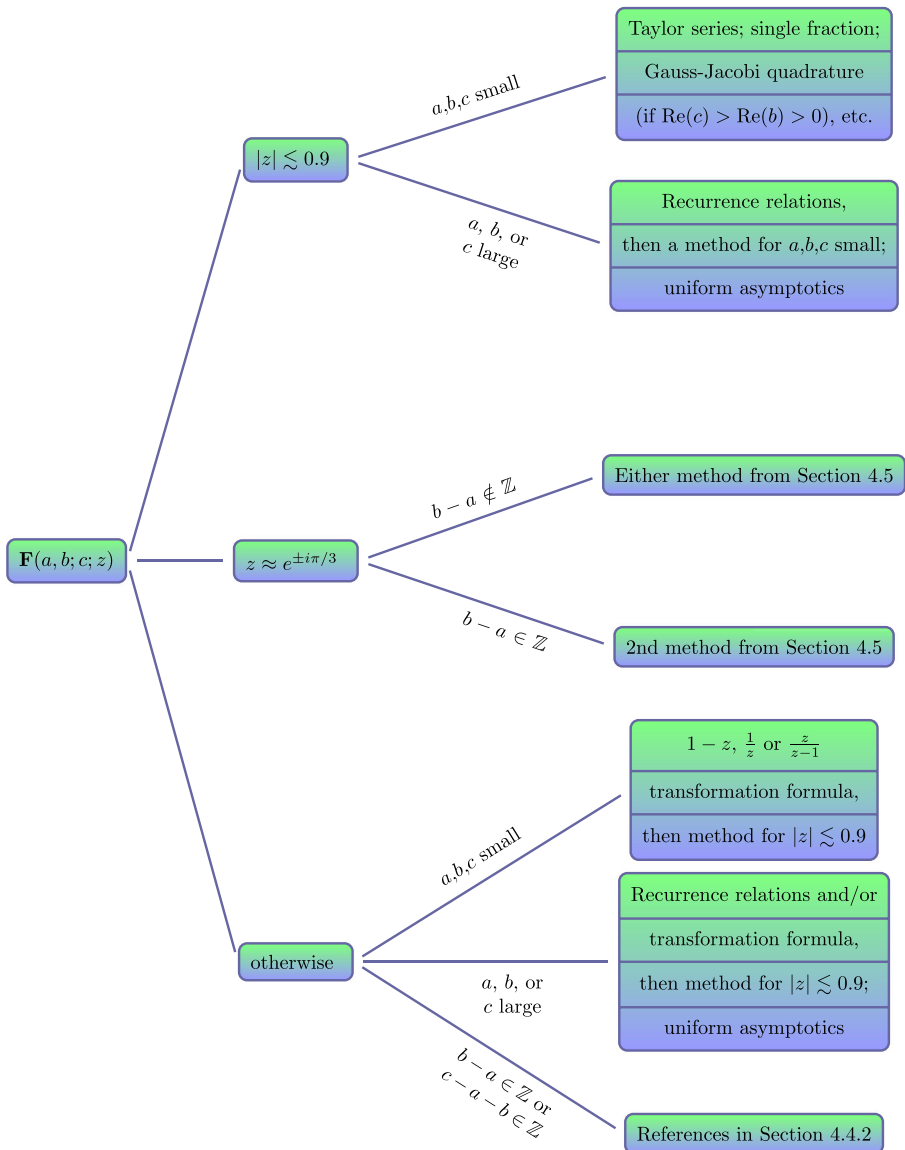 F(a, b; c; z)
|z| ≲ 0.9
a,b,c small
Taylor series; single fraction;
Gauss-Jacobi quadrature
(if Re(c) > Re(b) > 0), etc.
a, b, or
c large
Recurrence relations,
then a method for a,b,c small;
uniform asymptotics
z ≈ e^{±iπ/3}
b − a ∉ ℤ
Either method from Section 4.5
b − a ∈ ℤ
2nd method from Section 4.5
otherwise
a,b,c small
1 − z, 1/z or z/(z−1)
transformation formula,
then method for |z| ≲ 0.9
a, b, or
c large
Recurrence relations and/or
transformation formula,
then method for |z| ≲ 0.9;
uniform asymptotics
b − a ∈ ℤ or
c − a − b ∈ ℤ
References in Section 4.4.2